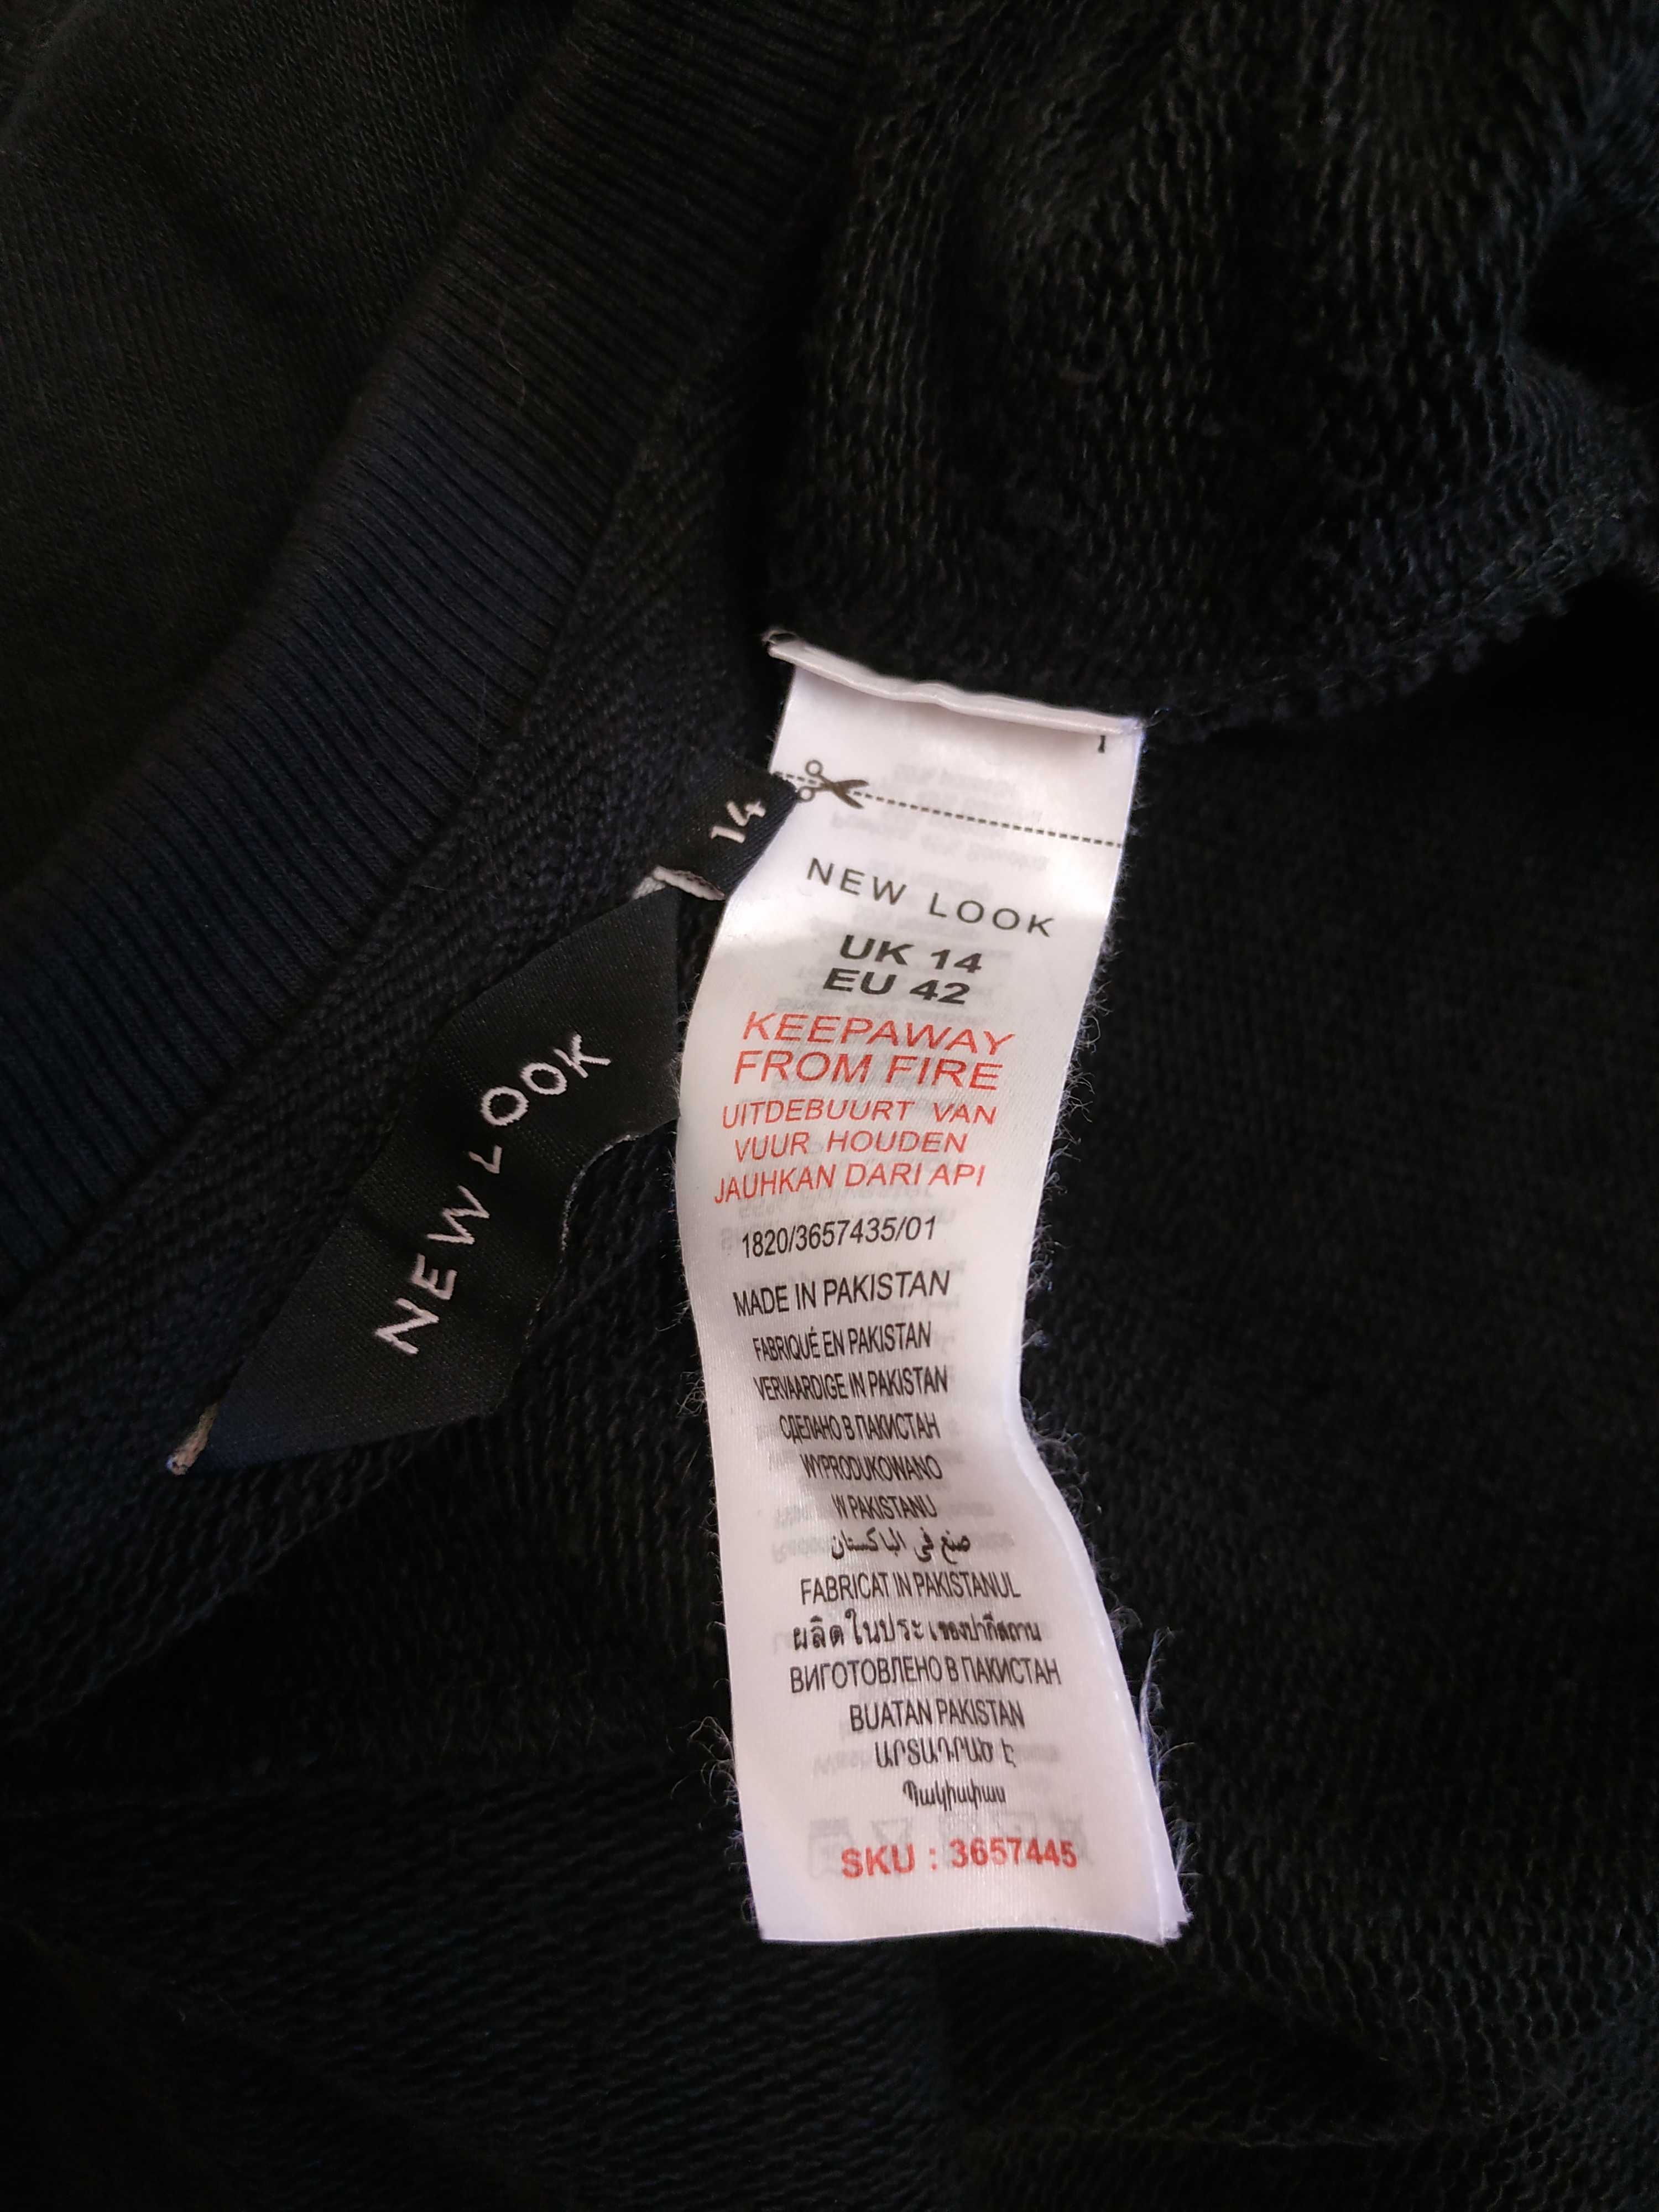 14
NEW LOOK
1
NEW LOOK
UK 14
EU 42
KEEPAWAY
FROM FIRE
UITDEBUURT VAN
VUUR HOUDEN
JAUHKAN DARI API
1820/3657435/01
MADE IN PAKISTAN
FABRIQUÉ EN PAKISTAN
VERVAARDIGE IN PAKISTAN
СДЕЛАНО В ПАКИСТАН
WYPRODUKOWANO
W PAKISTANU
صنع في الباكستان
FABRICAT IN PAKISTANUL
ผลิตในประเทศปากีสถาน
ВИГОТОВЛЕНО В ПАКИСТАН
BUATAN PAKISTAN
ԱՐՏԱԴՐԱԾ Է
SKU : 3657445